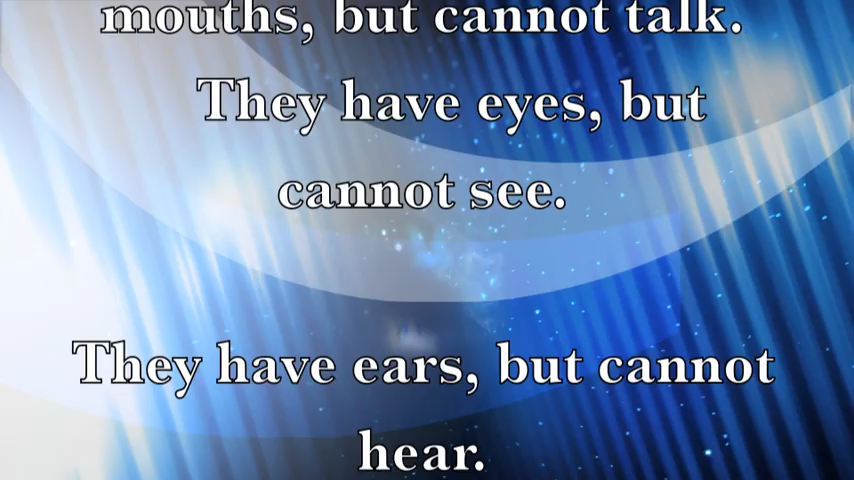 mouths, but cannot talk.
They have eyes, but
cannot see.
They have ears, but cannot
hear.